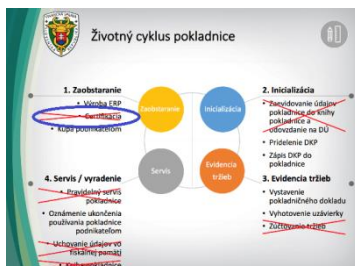 Životný cyklus pokladnice
1. Zaobstaranie
• Výroba ERP
• Certifikácia
• Kúpa podnikateľom
Zaobstaranie
Inicializácia
2. Inicializácia
• Zaevidovanie údajov
pokladnice do knihy
pokladnice a
odovzdanie na DÚ
• Pridelenie DKP
• Zápis DKP do
pokladnice
4. Servis / vyradenie
• Pravidelný servis
pokladnice
• Oznámenie ukončenia
používania pokladnice
podnikateľom
• Uchovanie údajov vo
fiškálnej pamäti
Servis
Evidencia
tržieb
3. Evidencia tržieb
• Vystavenie
pokladničného dokladu
• Vyhotovenie uzávierky
• Zúčtovanie tržieb